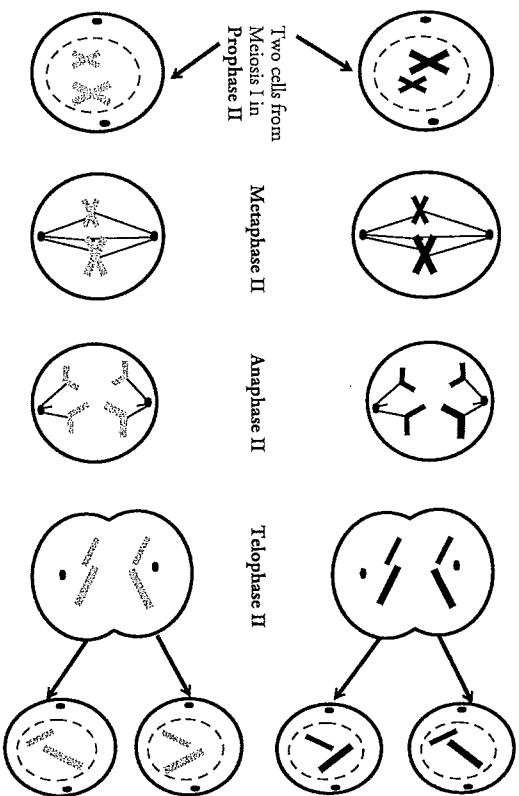 Two cells from
Meiosis I in
Prophase II
Metaphase II
Anaphase II
Telophase II